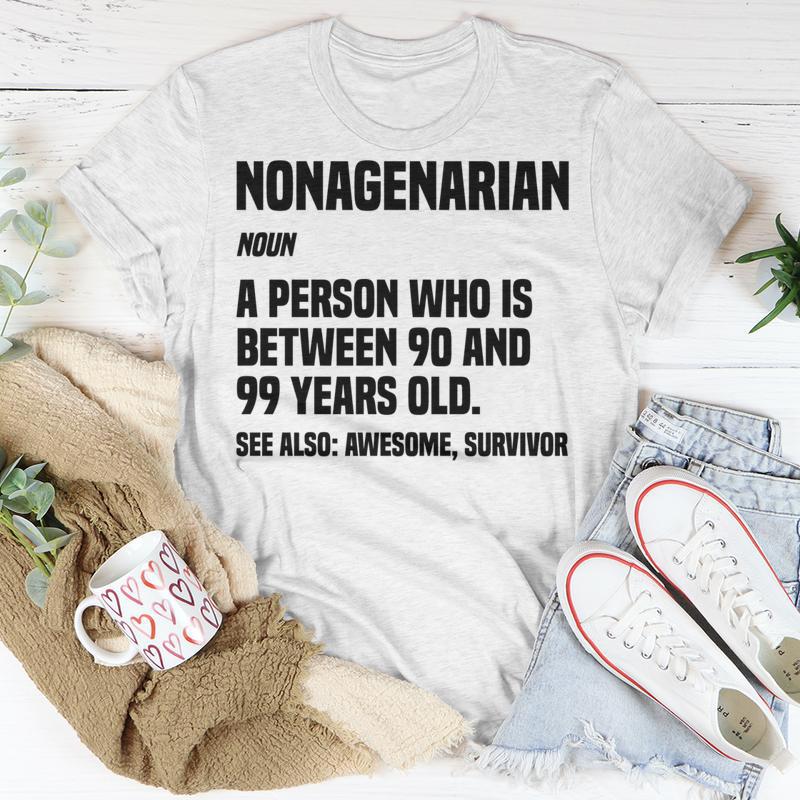 NONAGENARIAN
NOUN
A PERSON WHO IS
BETWEEN 90 AND
99 YEARS OLD.
SEE ALSO: AWESOME, SURVIVOR